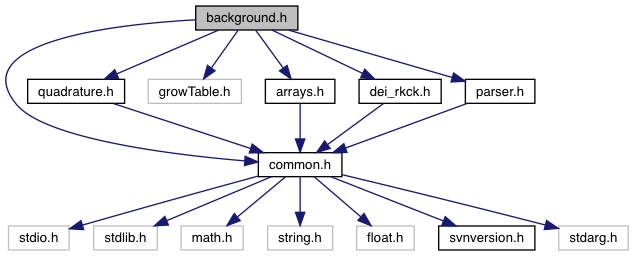 background.h
quadrature.h growTable.h arrays.h dei_rkck.h parser.h
common.h
stdio.h stdlib.h math.h string.h float.h svnversion.h stdarg.h